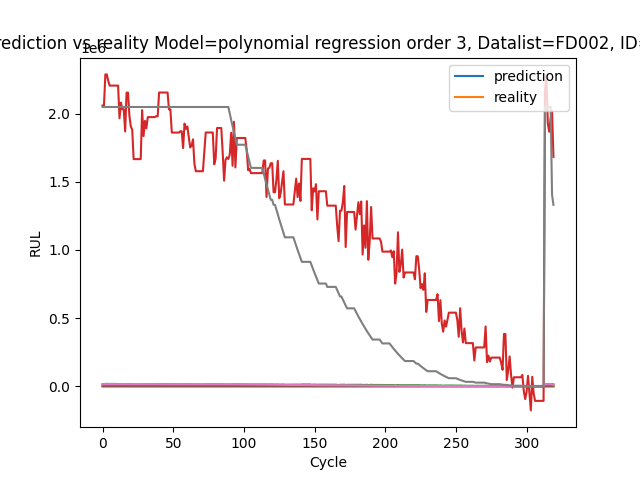 rediction vs reality Model=polynomial regression order 3, Datalist=FD002, ID=
1e6
prediction
reality
RUL
2.0
1.5
1.0
0.5
0.0
0
50
100
150
200
250
300
Cycle